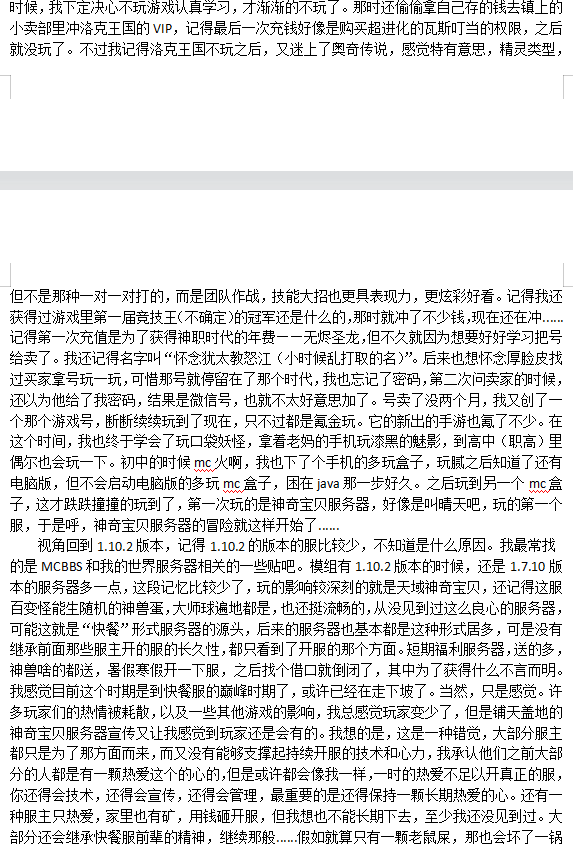 时候，我下定决心不玩游戏认真学习，才渐渐的不玩了。那时还偷偷拿自己存的钱去镇上的
小卖部里冲洛克王国的 VIP，记得最后一次充钱好像是购买超进化的瓦斯叮当的权限，之后
就没玩了。不过我记得洛克王国不玩之后，又迷上了奥奇传说，感觉特有意思，精灵类型，
但不是那种一对一对打的，而是团队作战，技能大招也更具表现力，更炫彩好看。记得我还
获得过游戏里第一届竞技王（不确定）的冠军还是什么的，那时就冲了不少钱，现在还在冲……
记得第一次充值是为了获得神职时代的年费－－无烬圣龙，但不久就因为想要好好学习把号
给卖了。我还记得名字叫“怀念犹太教怒江（小时候乱打取的名）”。后来也想怀念厚脸皮找
过买家拿号玩一玩，可惜那号就停留在了那个时代，我也忘记了密码，第二次问卖家的时候，
还以为他给了我密码，结果是微信号，也就不太好意思加了。号卖了没两个月，我又创了一
个那个游戏号，断断续续玩到了现在，只不过都是氪金玩。它的新出的手游也氪了不少。在
这个时间，我也终于学会了玩口袋妖怪，拿着老妈的手机玩漆黑的魅影，到高中（职高）里
偶尔也会玩一下。初中的时候 mc 火啊，我也下了个手机的多玩盒子，玩腻之后知道了还有
电脑版，但不会启动电脑版的多玩 mc 盒子，困在 java 那一步好久。之后玩到另一个 mc 盒
子，这才跌跌撞撞的玩到了，第一次玩的是神奇宝贝服务器，好像是叫晴天吧，玩的第一个
服，于是呼，神奇宝贝服务器的冒险就这样开始了……
视角回到 1.10.2 版本，记得 1.10.2 的版本的服比较少，不知道是什么原因。我最常找
的是 MCBBS 和我的世界服务器相关的一些贴吧。模组有 1.10.2 版本的时候，还是 1.7.10 版
本的服务器多一点，这段记忆比较少了，玩的影响较深刻的就是天域神奇宝贝，还记得这服
百变怪能生随机的神兽蛋，大师球遍地都是，也还挺流畅的，从没见到过这么良心的服务器，
可能这就是“快餐”形式服务器的源头，后来的服务器也基本都是这种形式居多，可是没有
继承前面那些服主开的服的长久性，都只看到了开服的那个方面。短期福利服务器，送的多，
神兽啥的都送，暑假寒假开一下服，之后找个借口就倒闭了，其中为了获得什么不言而明。
我感觉目前这个时期是到快餐服的巅峰时期了，或许已经在走下坡了。当然，只是感觉。许
多玩家们的热情被耗散，以及一些其他游戏的影响，我总感觉玩家变少了，但是铺天盖地的
神奇宝贝服务器宣传又让我感觉到玩家还是会有的。我想的是，这是一种错觉，大部分服主
都只是为了那方面而来，而又没有能够支撑起持续开服的技术和心力，我承认他们之前大部
分的人都是有一颗热爱这个的心的，但是或许都会像我一样，一时的热爱不足以开真正的服，
你还得会技术，还得会宣传，还得会管理，最重要的是还得保持一颗长期热爱的心。还有一
种服主只热爱，家里也有矿，用钱砸开服，但我想也不能长期下去，至少我还没见到过。大
部分还会继承快餐服前辈的精神，继续那般……假如就算只有一颗老鼠屎，那也会坏了一锅